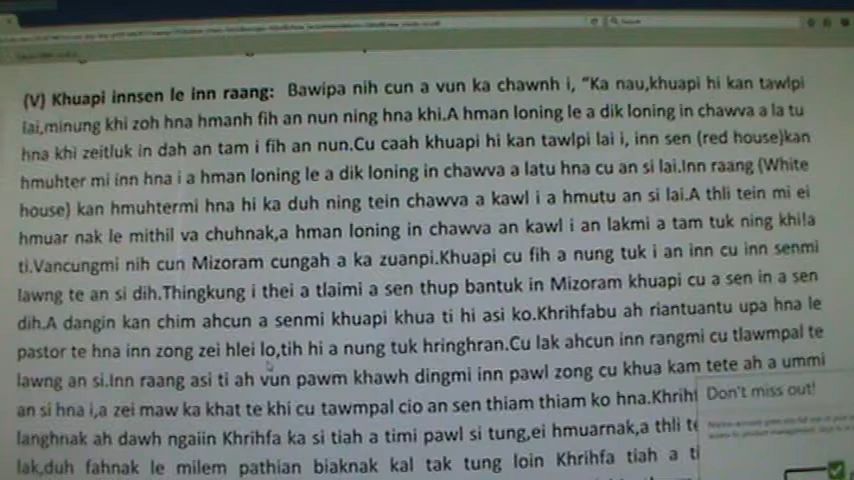 (V) Khuapi innsen le inn raang: Bawipa nih cun a vun ka chawnh i, “Ka nau,khuapi hi kan tawlpi
lai,minung khi zoh hna hmanh fih an nun ning hna khi.A hman loning le a dik loning in chawva a la tu
hna khi zeitluk in dah an tam i fih an nun.Cu caah khuapi hi kan tawlpi lai i, inn sen (red house)kan
hmuhter mi inn hna i a hman loning le a dik loning in chawva a latu hna cu an si lai.Inn raang (White
house) kan hmuhtermi hna hi ka duh ning tein chawva a kawl i a hmutu an si lai.A thli tein mi ei
hmuar nak le mithil va chuhnak,a hman loning in chawva an kawl i an lakmi a tam tuk ning khi!a
ti.Vancungmi nih cun Mizoram cungah a ka zuanpi.Khuapi cu fih a nung tuk i an inn cu inn senmi
lawng te an si dih.Thingkung i thei a tlaimi a sen thup bantuk in Mizoram khuapi cu a sen in a sen
dih.A dangin kan chim ahcun a senmi khuapi khua ti hi asi ko.Khrihfabu ah riantuantu upa hna le
pastor te hna inn zong zei hlei lo,tih hi a nung tuk hringhran.Cu lak ahcun inn rangmi cu tlawmpal te
lawng an si.Inn raang asi ti ah vun pawm khawh dingmi inn pawl zong cu khua kam tete ah a ummi
an si hna i,a zei maw ka khat te khi cu tawmpal cio an sen thiam thiam ko hna.Khrihf
langhnak ah dawh ngaiin Khrihfa ka si tiah a timi pawl si tung,ei hmuarnak,a thli te
lak,duh fahnak le milem pathian biaknak kal tak tung loin Khrihfa tiah a ti
Don't miss out!